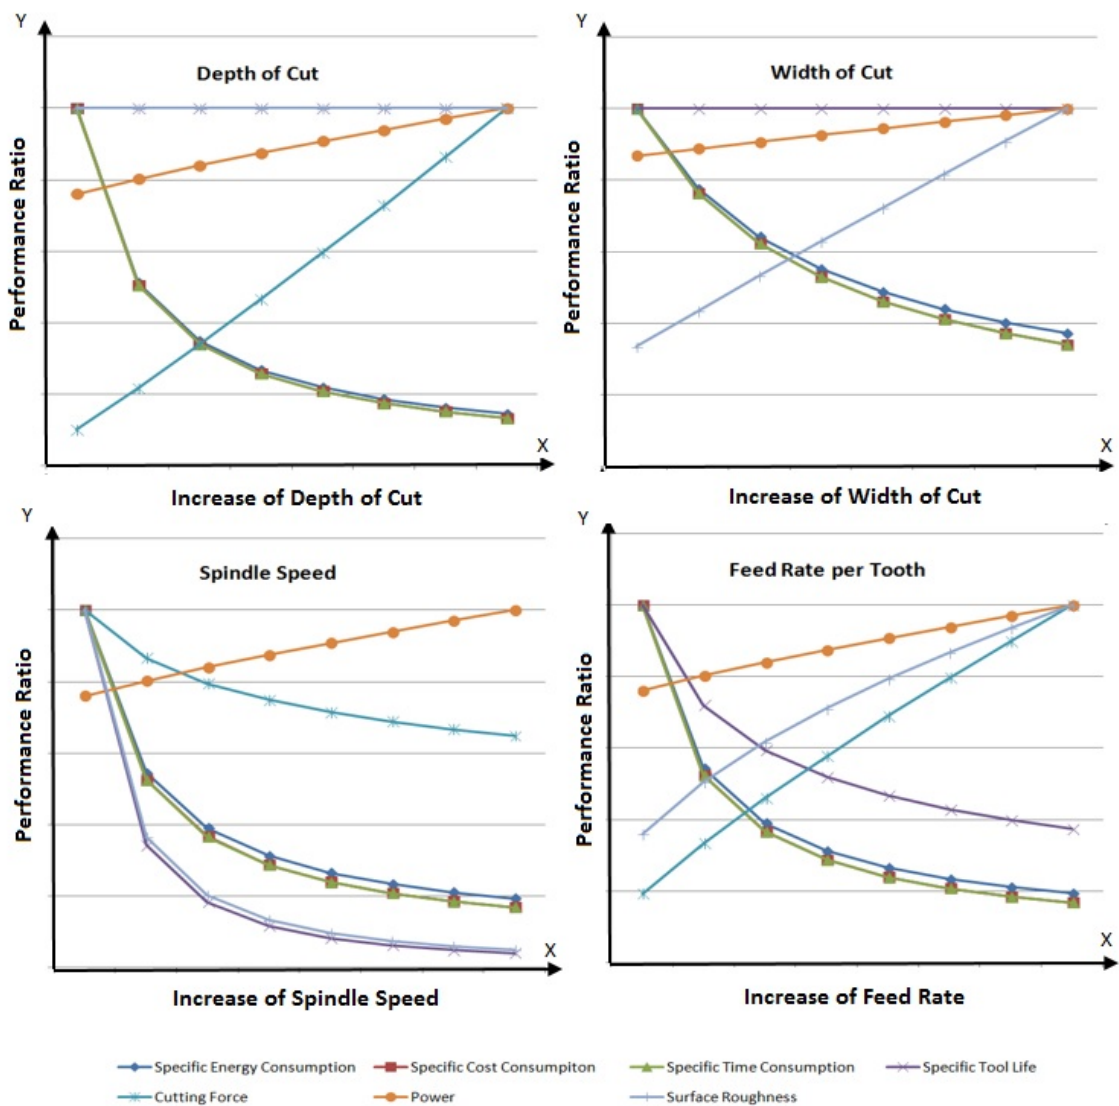 Y
Depth of Cut
Performance Ratio
X
Increase of Depth of Cut
Y
Width of Cut
Performance Ratio
X
Increase of Width of Cut
Y
Spindle Speed
Performance Ratio
X
Increase of Spindle Speed
Y
Feed Rate per Tooth
Performance Ratio
X
Increase of Feed Rate
Specific Energy Consumption Specific Cost Consumpiton Specific Time Consumption Specific Tool Life
Cutting Force Power Surface Roughness